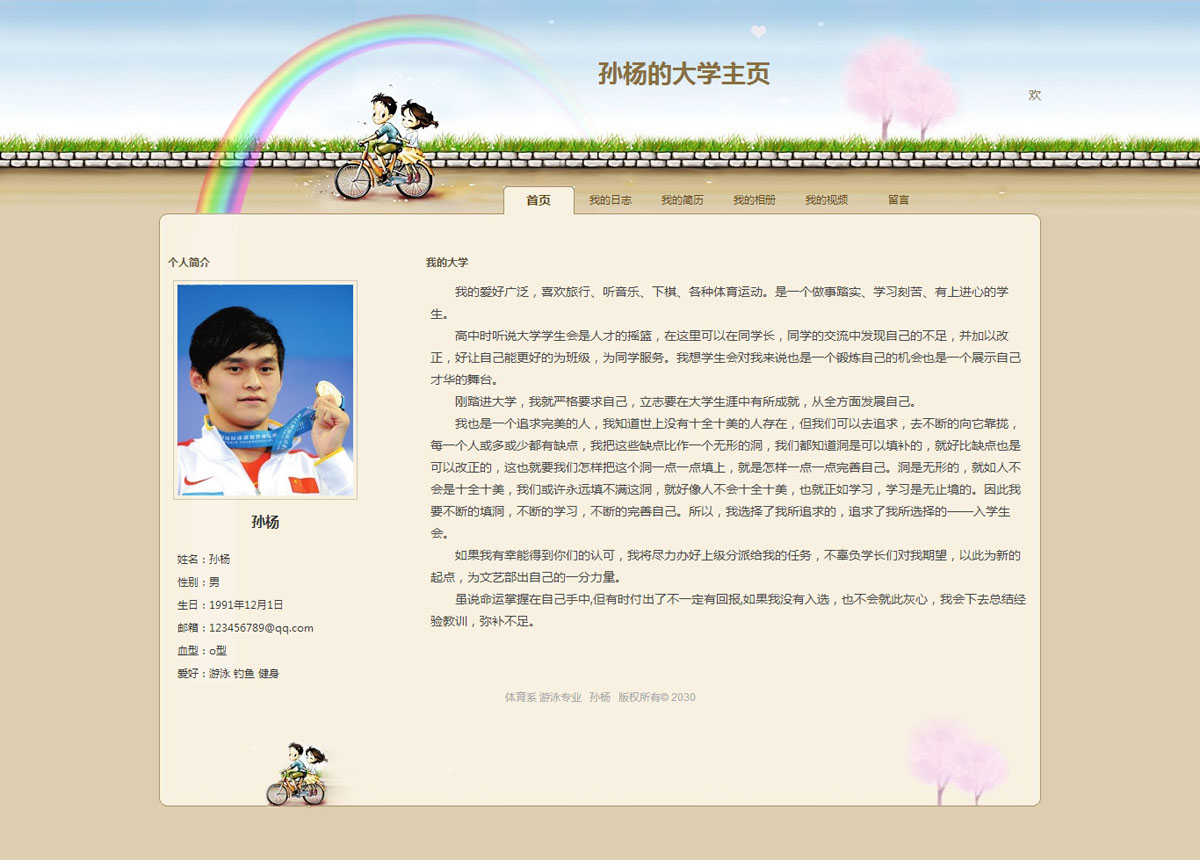 孙杨的大学主页
欢
首页 我的日志 我的简历 我的相册 我的视频 留言
个人简介
孙杨
姓名：孙杨
性别：男
生日：1991年12月1日
邮箱：123456789@qq.com
血型：o型
爱好：游泳 钓鱼 健身
我的大学
我的爱好广泛，喜欢旅行、听音乐、下棋、各种体育运动。是一个做事踏实、学习刻苦、有上进心的学
生。
高中时听说大学学生会是人才的摇篮，在这里可以在同学长，同学的交流中发现自己的不足，并加以改
正，好让自己能更好的为班级，为同学服务。我想学生会对我来说也是一个锻炼自己的机会也是一个展示自己
才华的舞台。
刚踏进大学，我就严格要求自己，立志要在大学生涯中有所成就，从全方面发展自己。
我也是一个追求完美的人，我知道世上没有十全十美的人存在，但我们可以去追求，去不断的向它靠拢，
每一个人或多或少都有缺点，我把这些缺点比作一个无形的洞，我们都知道洞是可以填补的，就好比缺点也是
可以改正的，这也就要我们怎样把这个洞一点一点填上，就是怎样一点一点完善自己。洞是无形的，就如人不
会是十全十美，我们或许永远填不满这洞，就好像人不会十全十美，也就正如学习，学习是无止境的。因此我
要不断的填洞，不断的学习，不断的完善自己。所以，我选择了我所追求的，追求了我所选择的——入学生
会。
如果我有幸能得到你们的认可，我将尽力办好上级分派给我的任务，不辜负学长们对我期望，以此为新的
起点，为文艺部出自己的一分力量。
虽说命运掌握在自己手中,但有时付出了不一定有回报,如果我没有入选，也不会就此灰心，我会下去总结经
验教训，弥补不足。
体育系 游泳专业 孙杨 版权所有© 2030